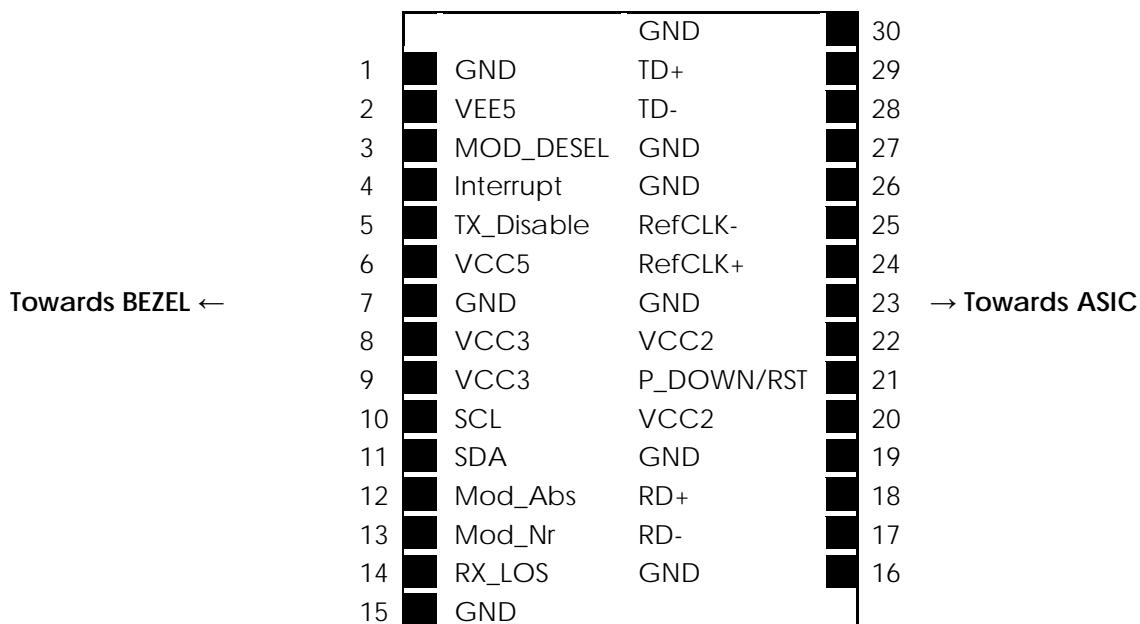 GND 30
1 GND TD+ 29
2 VEE5 TD- 28
3 MOD_DESEL GND 27
4 Interrupt GND 26
5 TX_Disable RefCLK- 25
6 VCC5 RefCLK+ 24
Towards BEZEL ← 7 GND GND 23 → Towards ASIC
8 VCC3 VCC2 22
9 VCC3 P_DOWN/RST 21
10 SCL VCC2 20
11 SDA GND 19
12 Mod_Abs RD+ 18
13 Mod_Nr RD- 17
14 RX_LOS GND 16
15 GND